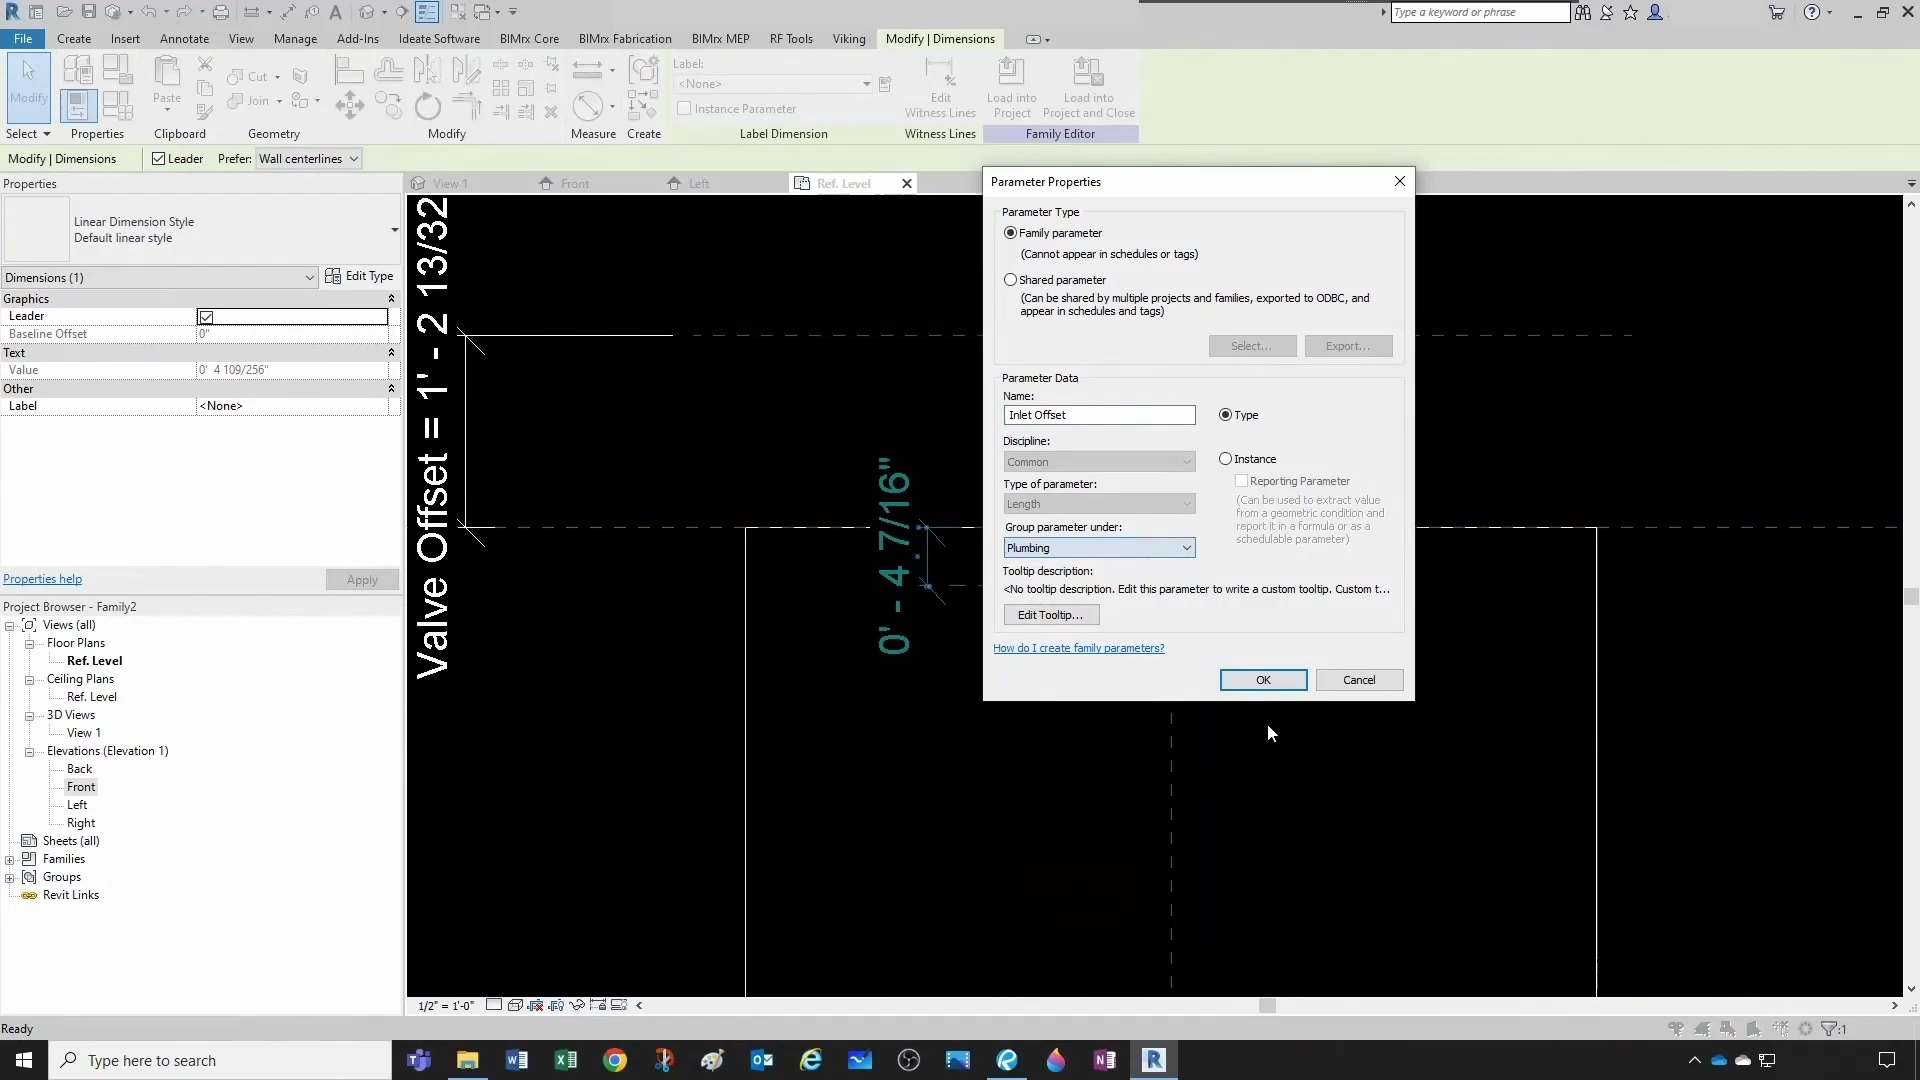 Type a keyword or phrase
File Create Insert Annotate View Manage Add-Ins Ideate Software BIMrx Core BIMrx Fabrication BIMrx MEP RF Tools Viking Modify | Dimensions
Modify
Paste
Cut
Join
Label:
<None>
Instance Parameter
Edit
Witness Lines
Load into
Project
Load into
Project and Close
Select Properties Clipboard Geometry Modify Measure Create Label Dimension Witness Lines Family Editor
Modify | Dimensions Leader Prefer: Wall centerlines
Properties
View 1 Front Left Ref. Level
Linear Dimension Style
Default linear style
Dimensions (1) Edit Type
Graphics
Leader
Baseline Offset 0"
Text
Value 0' 4 109/256"
Other
Label <None>
Properties help Apply
Project Browser - Family2
Views (all)
Floor Plans
Ref. Level
Ceiling Plans
Ref. Level
3D Views
View 1
Elevations (Elevation 1)
Back
Front
Left
Right
Sheets (all)
Families
Groups
Revit Links
Valve Offset = 1' - 2 13/32
0' - 4 7/16"
Parameter Properties
Parameter Type
Family parameter
(Cannot appear in schedules or tags)
Shared parameter
(Can be shared by multiple projects and families, exported to ODBC, and
appear in schedules and tags)
Select... Export...
Parameter Data
Name:
Inlet Offset
Type
Discipline:
Common
Instance
Reporting Parameter
(Can be used to extract value
from a geometric condition and
report it in a formula or as a
schedulable parameter)
Type of parameter:
Length
Group parameter under:
Plumbing
Tooltip description:
<No tooltip description. Edit this parameter to write a custom tooltip. Custom t...
Edit Tooltip...
How do I create family parameters?
OK Cancel
1/2" = 1'-0"
Ready
:1
Type here to search